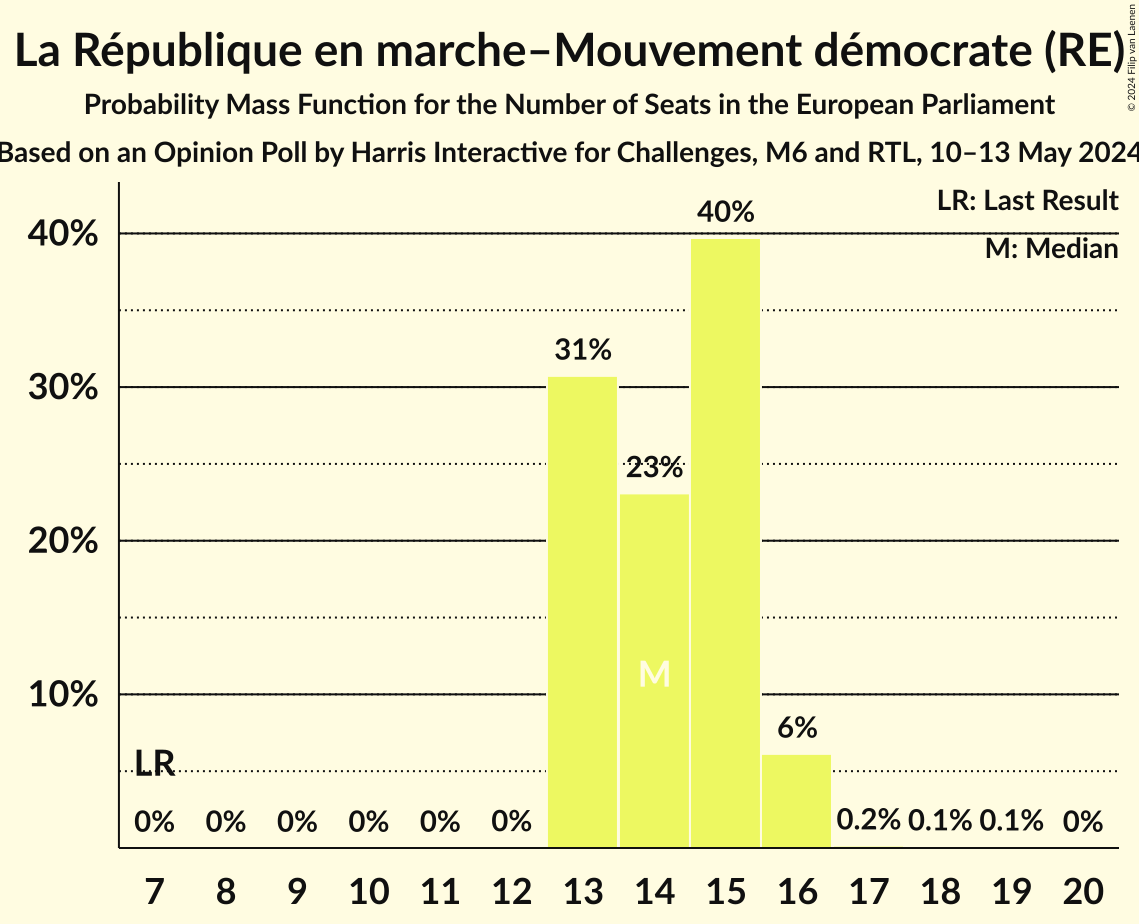 La République en marche–Mouvement démocrate (RE)
© 2024 Filip van Laenen
Probability Mass Function for the Number of Seats in the European Parliament
Based on an Opinion Poll by Harris Interactive for Challenges, M6 and RTL, 10–13 May 2024
LR: Last Result
M: Median
40%
30%
20%
10%
40%
31%
23%
M
6%
LR
0% 0% 0% 0% 0% 0% 0.2% 0.1% 0.1% 0%
7 8 9 10 11 12 13 14 15 16 17 18 19 20